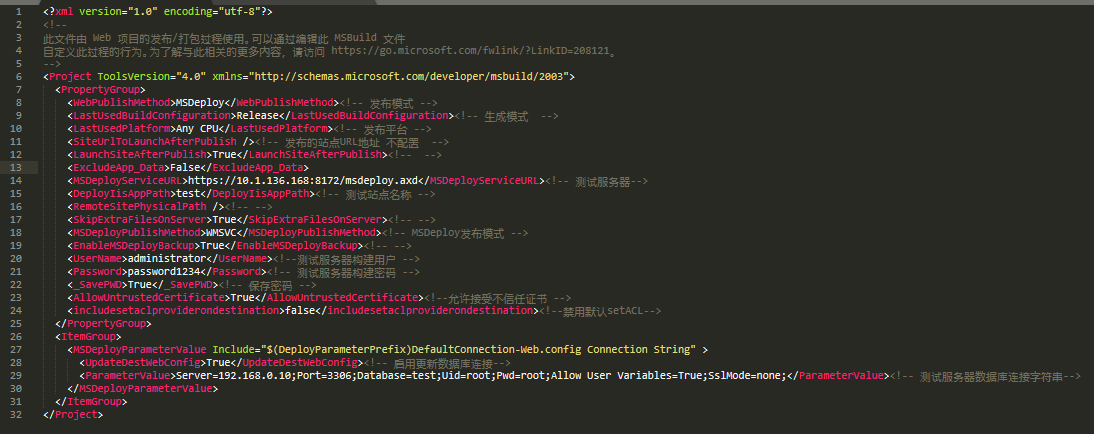 1 <?xml version="1.0" encoding="utf-8"?>
2 <!--
3 此文件由 Web 项目的发布/打包过程使用。可以通过编辑此 MSBuild 文件
4 自定义此过程的行为。为了解与此相关的更多内容，请访问 https://go.microsoft.com/fwlink/?LinkID=208121。
5 -->
6 <Project ToolsVersion="4.0" xmlns="http://schemas.microsoft.com/developer/msbuild/2003">
7 <PropertyGroup>
8 <WebPublishMethod>MSDeploy</WebPublishMethod><!-- 发布模式 -->
9 <LastUsedBuildConfiguration>Release</LastUsedBuildConfiguration><!-- 生成模式  -->
10 <LastUsedPlatform>Any CPU</LastUsedPlatform><!-- 发布平台 -->
11 <SiteUrlToLaunchAfterPublish /><!-- 发布的站点URL地址 不配置  -->
12 <LaunchSiteAfterPublish>True</LaunchSiteAfterPublish><!--  -->
13 <ExcludeApp_Data>False</ExcludeApp_Data>
14 <MSDeployServiceURL>https://10.1.136.168:8172/msdeploy.axd</MSDeployServiceURL><!-- 测试服务器-->
15 <DeployIisAppPath>test</DeployIisAppPath><!-- 测试站点名称 -->
16 <RemoteSitePhysicalPath /><!-- -->
17 <SkipExtraFilesOnServer>True</SkipExtraFilesOnServer><!-- -->
18 <MSDeployPublishMethod>WMSVC</MSDeployPublishMethod><!-- MSDeploy发布模式 -->
19 <EnableMSDeployBackup>True</EnableMSDeployBackup><!-- -->
20 <UserName>administrator</UserName><!--测试服务器构建用户 -->
21 <Password>password1234</Password><!-- 测试服务器构建密码 -->
22 <_SavePWD>True</_SavePWD><!-- 保存密码 -->
23 <AllowUntrustedCertificate>True</AllowUntrustedCertificate><!--允许接受不信任证书 -->
24 <includesetaclproviderondestination>false</includesetaclproviderondestination><!--禁用默认setACL-->
25 </PropertyGroup>
26 <ItemGroup>
27 <MSDeployParameterValue Include="$(DeployParameterPrefix)DefaultConnection-Web.config Connection String" >
28 <UpdateDestWebConfig>True</UpdateDestWebConfig><!-- 启用更新数据库连接-->
29 <ParameterValue>Server=192.168.0.10;Port=3306;Database=test;Uid=root;Pwd=root;Allow User Variables=True;SslMode=none;</ParameterValue><!-- 测试服务器数据库连接字符串-->
30 </MSDeployParameterValue>
31 </ItemGroup>
32 </Project>